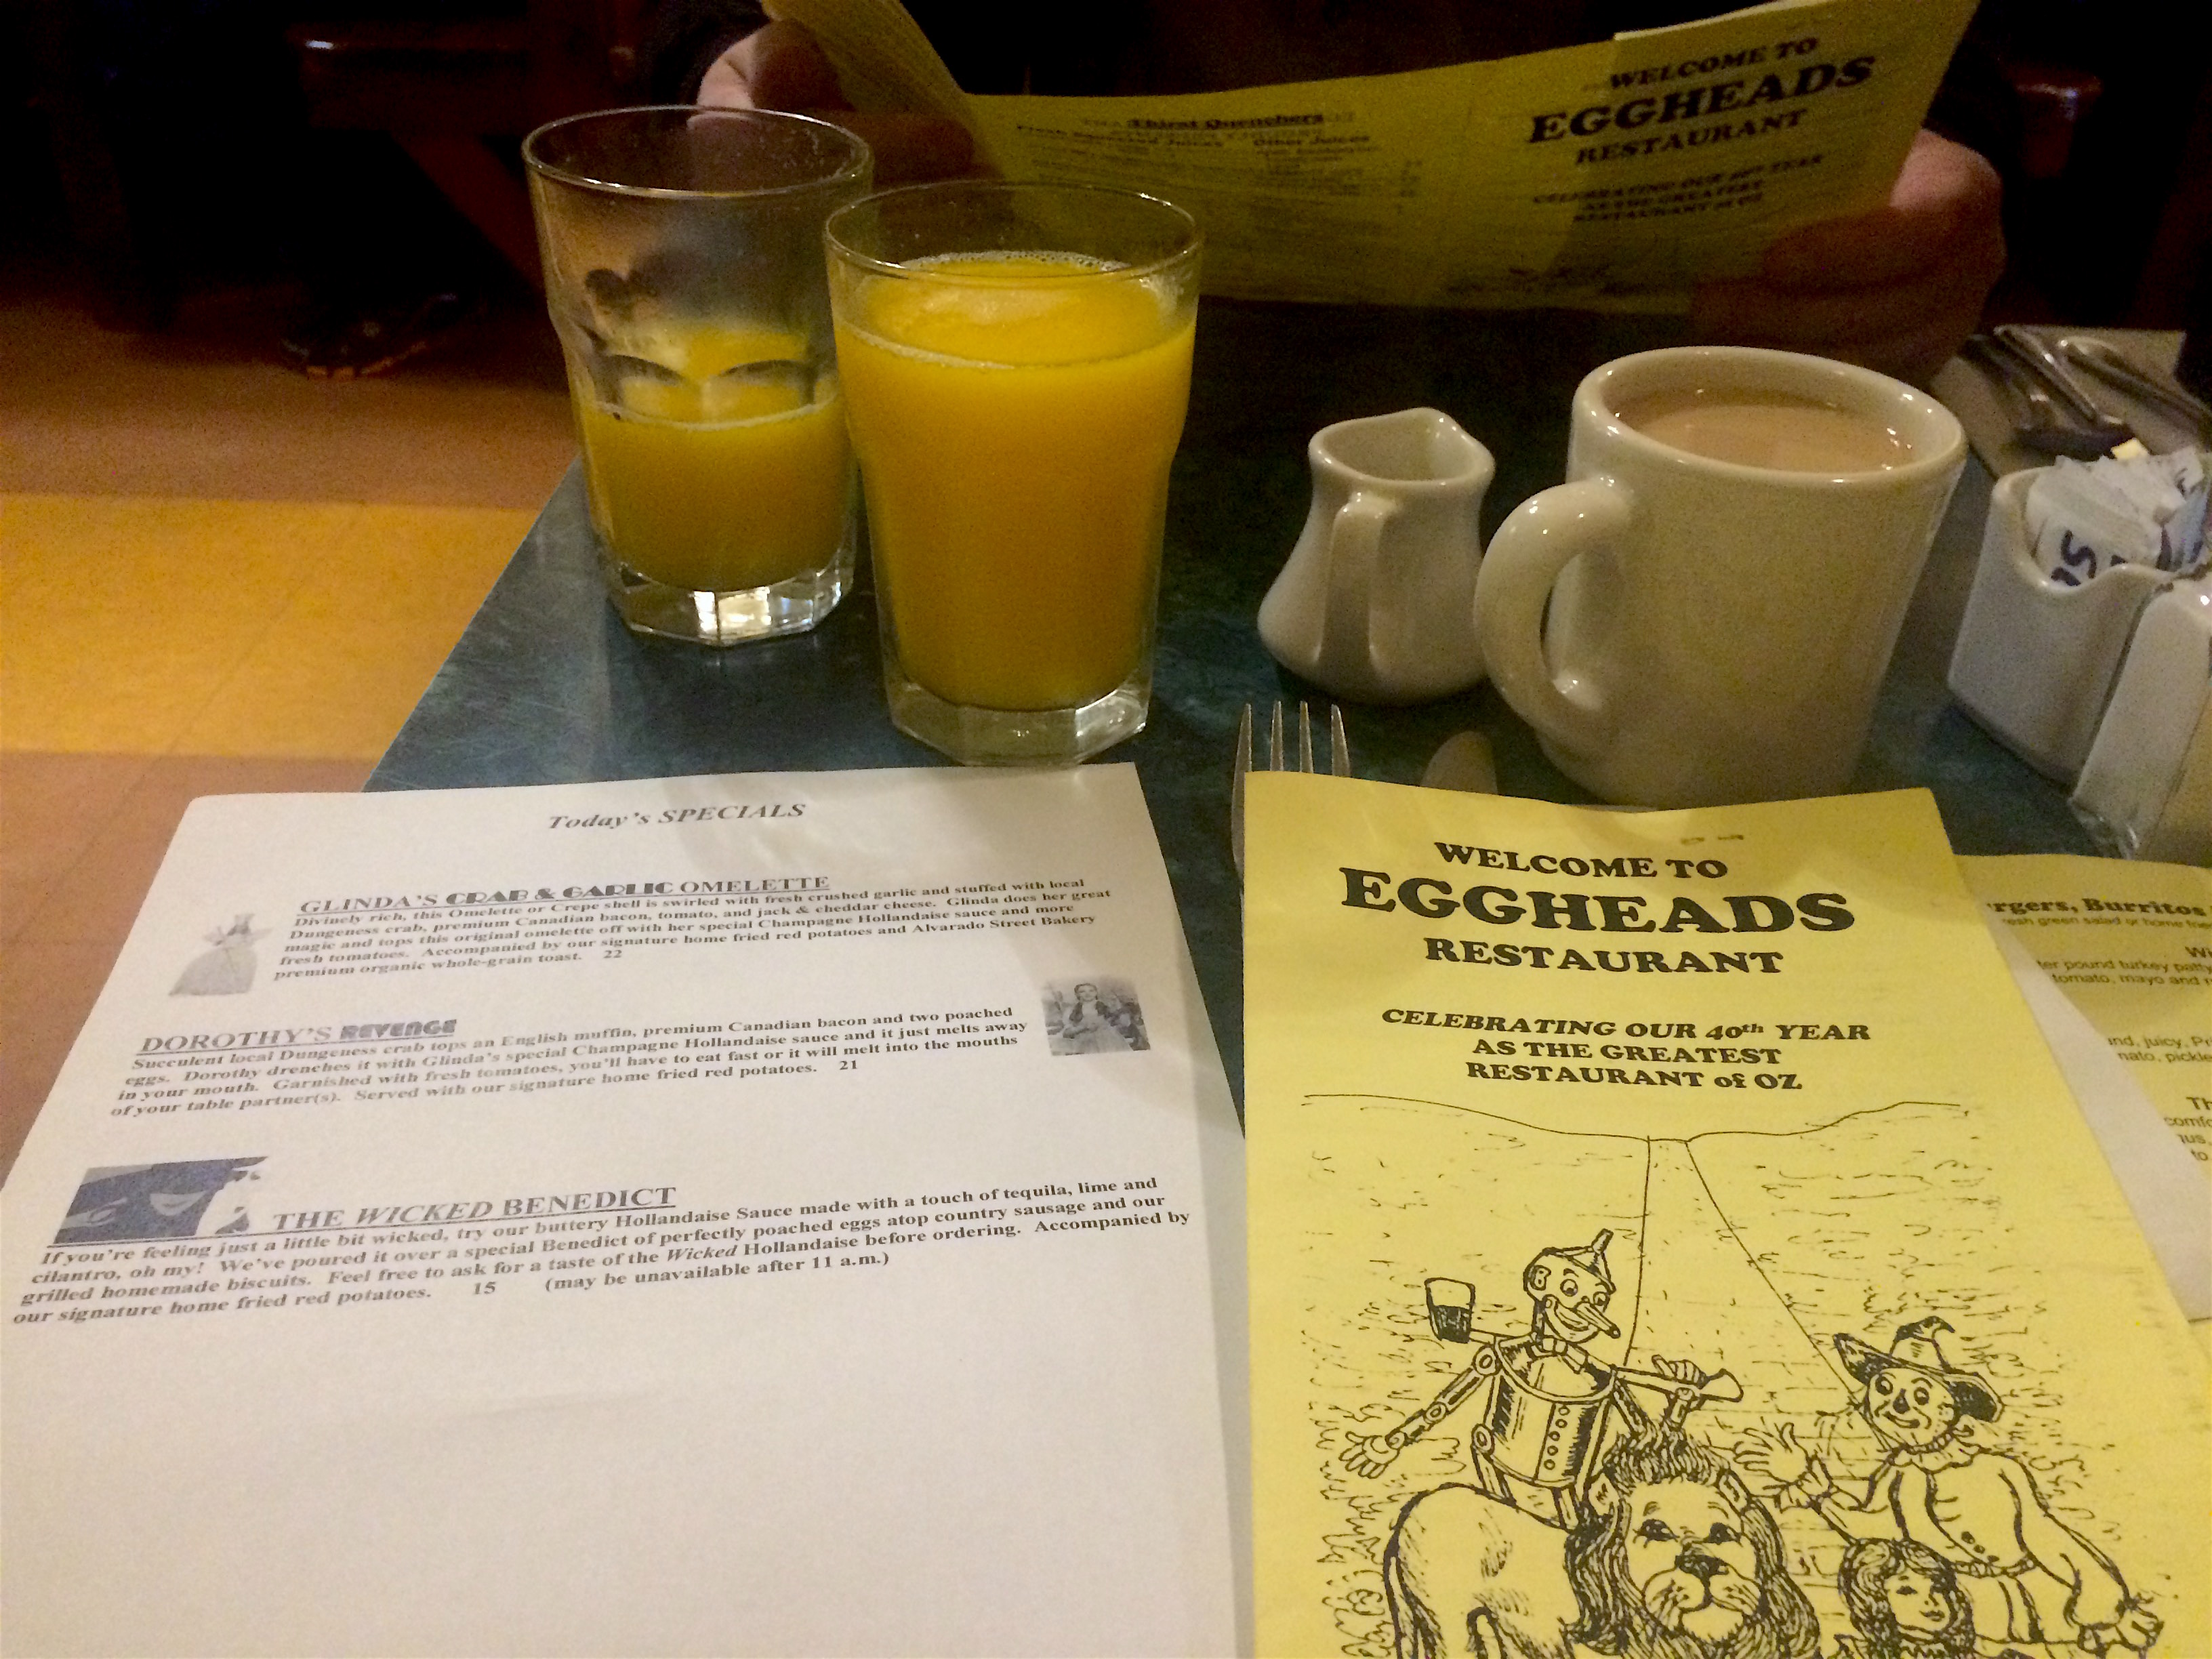 WELCOME TO
EGGHEADS
RESTAURANT
CELEBRATING OUR 40th YEAR
AS THE GREATEST
RESTAURANT of OZ
Thirst Quenchers
Fresh Squeezed Juices Other Juices
Today's SPECIALS
GLINDA'S CRAB & GARLIC OMELETTE
Divinely rich, this Omelette or Crepe shell is swirled with fresh crushed garlic and stuffed with local
Dungeness crab, premium Canadian bacon, tomato, and jack & cheddar cheese. Glinda does her great
magic and tops this original omelette off with her special Champagne Hollandaise sauce and more
fresh tomatoes. Accompanied by our signature home fried red potatoes and Alvarado Street Bakery
premium organic whole-grain toast. 22
DOROTHY'S REVENGE
Succulent local Dungeness crab tops an English muffin, premium Canadian bacon and two poached
eggs. Dorothy drenches it with Glinda's special Champagne Hollandaise sauce and it just melts away
in your mouth. Garnished with fresh tomatoes, you'll have to eat fast or it will melt into the mouths
of your table partner(s). Served with our signature home fried red potatoes. 21
THE WICKED BENEDICT
If you're feeling just a little bit wicked, try our buttery Hollandaise Sauce made with a touch of tequila, lime and
cilantro, oh my! We've poured it over a special Benedict of perfectly poached eggs atop country sausage and our
grilled homemade biscuits. Feel free to ask for a taste of the Wicked Hollandaise before ordering. Accompanied by
our signature home fried red potatoes. 15 (may be unavailable after 11 a.m.)
WELCOME TO
EGGHEADS
RESTAURANT
CELEBRATING OUR 40th YEAR
AS THE GREATEST
RESTAURANT of OZ
rgers, Burritos
resh green salad or home
Wi
ter pound turkey patty
tomato, mayo and
ind, juicy, Pri
nato, pickle
Th
comfo
to